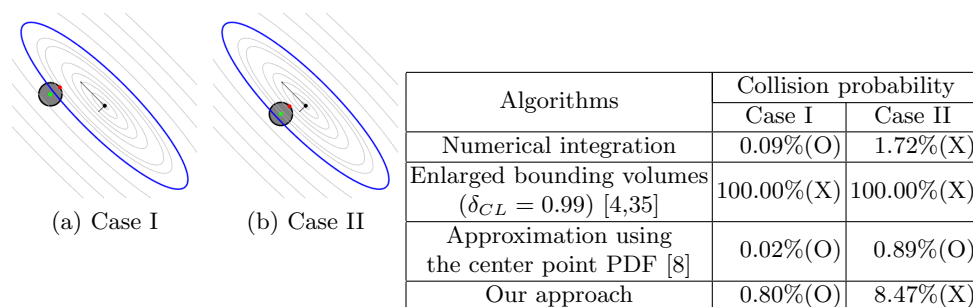 (a) Case I
(b) Case II
Algorithms
Collision probability
Case I
Case II
Numerical integration 0.09%(O) 1.72%(X)
Enlarged bounding volumes
(δCL = 0.99) [4,35]
100.00%(X) 100.00%(X)
Approximation using
the center point PDF [8]
0.02%(O) 0.89%(O)
Our approach 0.80%(O) 8.47%(X)